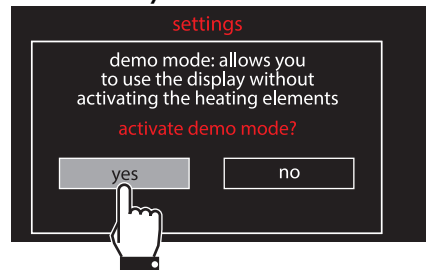 settings
demo mode: allows you
to use the display without
activating the heating elements
activate demo mode?
yes
no